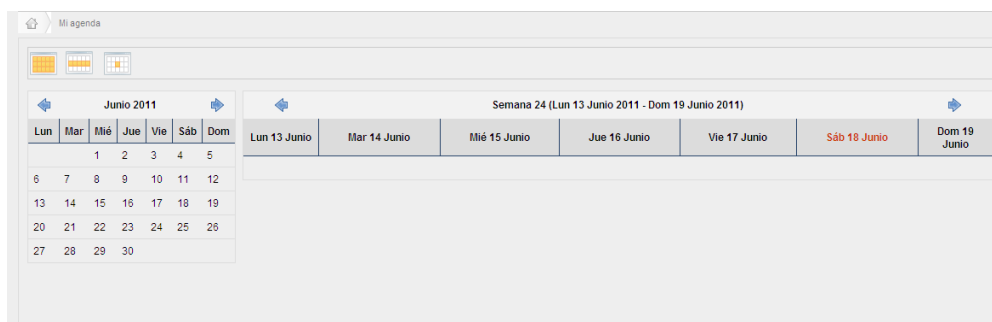 Mi agenda
Junio 2011
Lun Mar Mié Jue Vie Sáb Dom
1 2 3 4 5
6 7 8 9 10 11 12
13 14 15 16 17 18 19
20 21 22 23 24 25 26
27 28 29 30
Semana 24 (Lun 13 Junio 2011 - Dom 19 Junio 2011)
Lun 13 Junio Mar 14 Junio Mié 15 Junio Jue 16 Junio Vie 17 Junio Sáb 18 Junio Dom 19
Junio